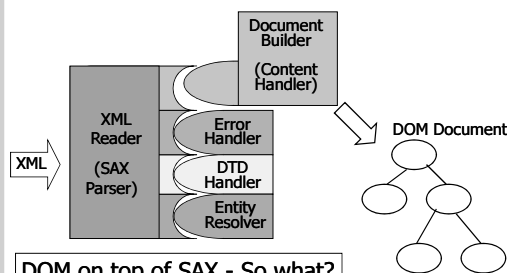 Document
Builder
(Content
Handler)
XML
Reader
(SAX
Parser)
Error
Handler
DTD
Handler
Entity
Resolver
XML
DOM Document
DOM on top of SAX - So what?